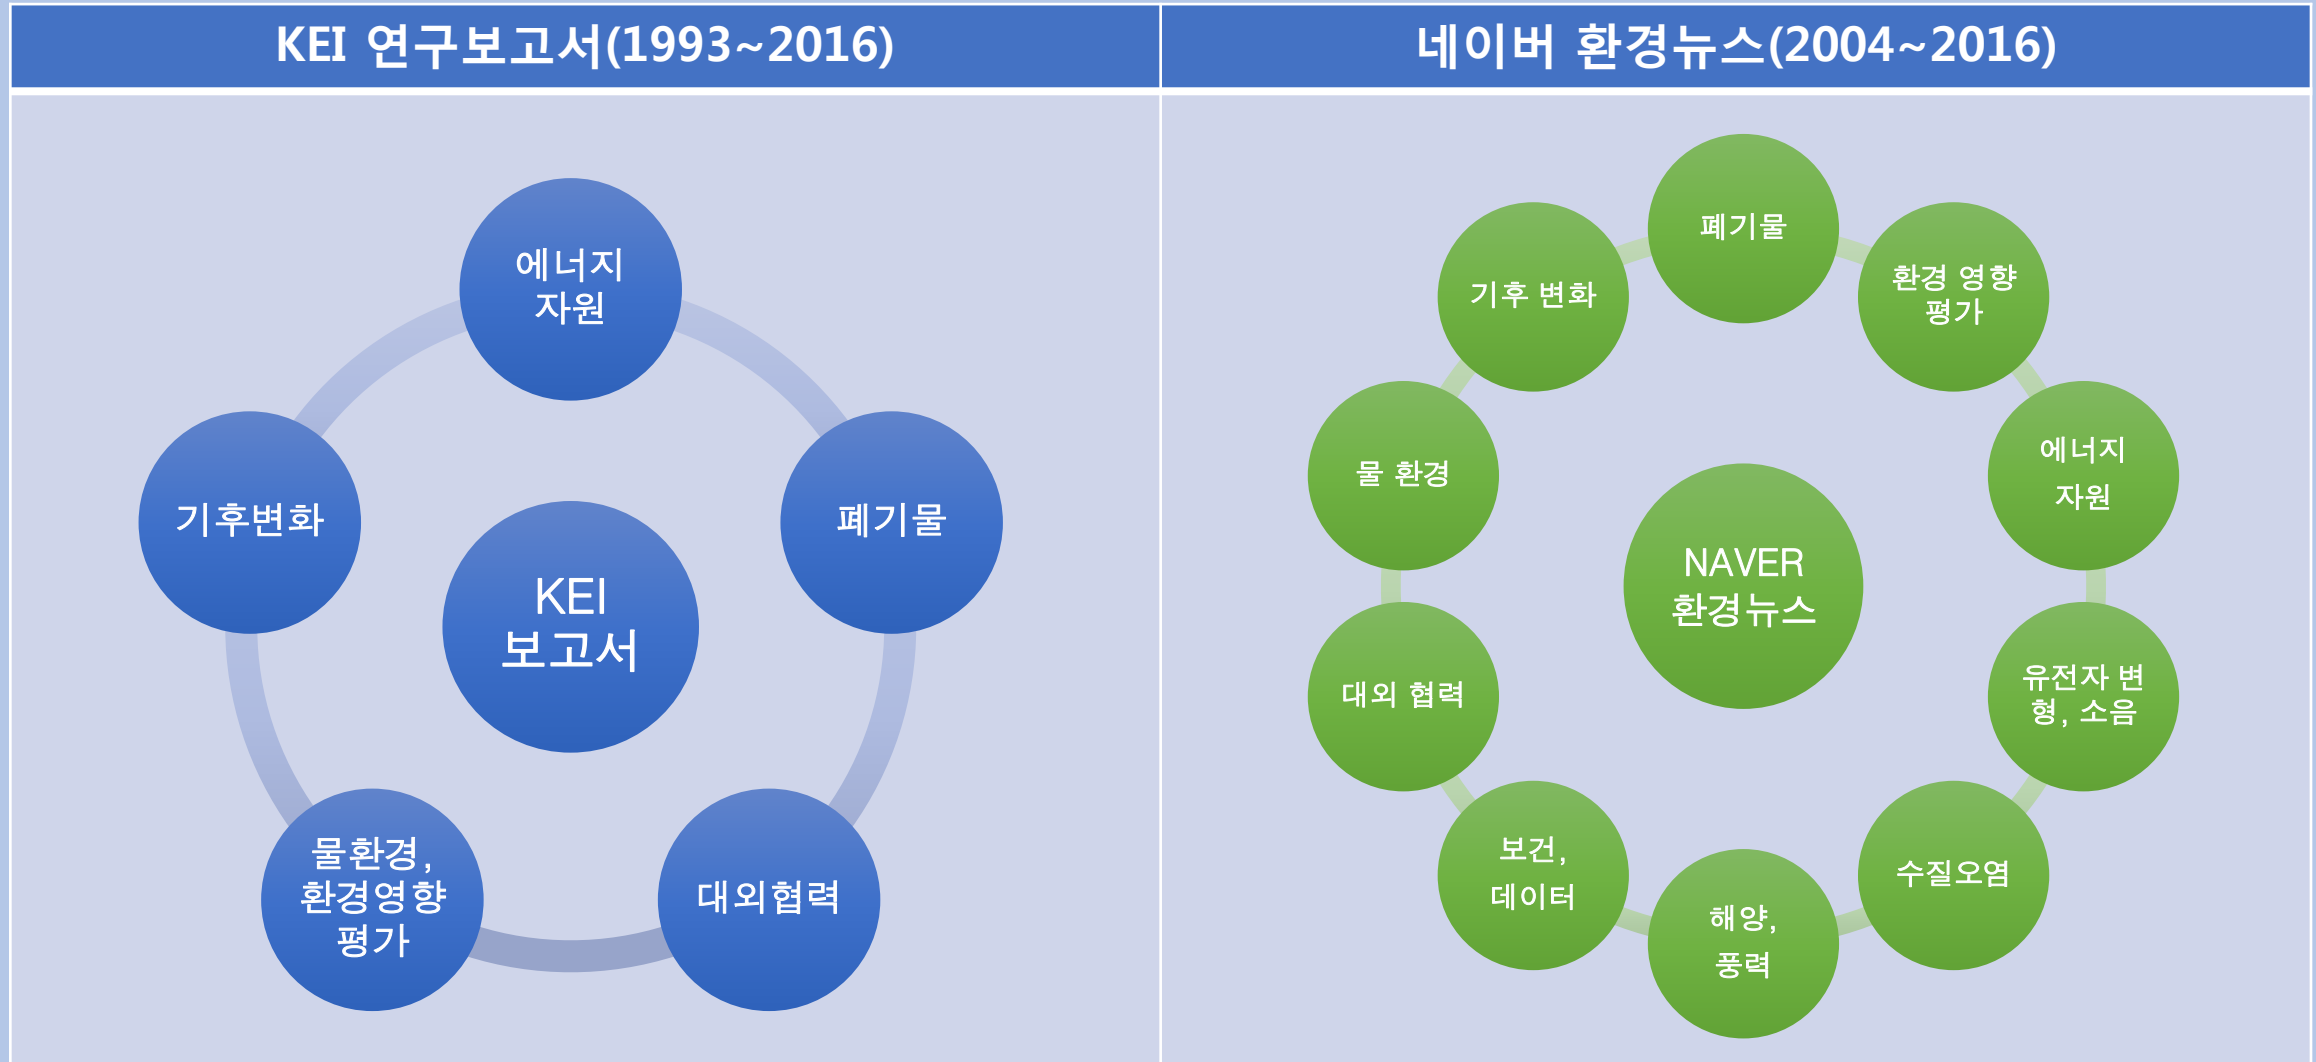 KEI 연구보고서(1993~2016)
네이버 환경뉴스(2004~2016)
에너지
자원
폐기물
대외협력
물환경,
환경영향
평가
기후변화
KEI
보고서
폐기물
환경 영향
평가
에너지
자원
유전자 변
형, 소음
수질오염
해양,
풍력
보건,
데이터
대외 협력
물 환경
기후 변화
NAVER
환경뉴스